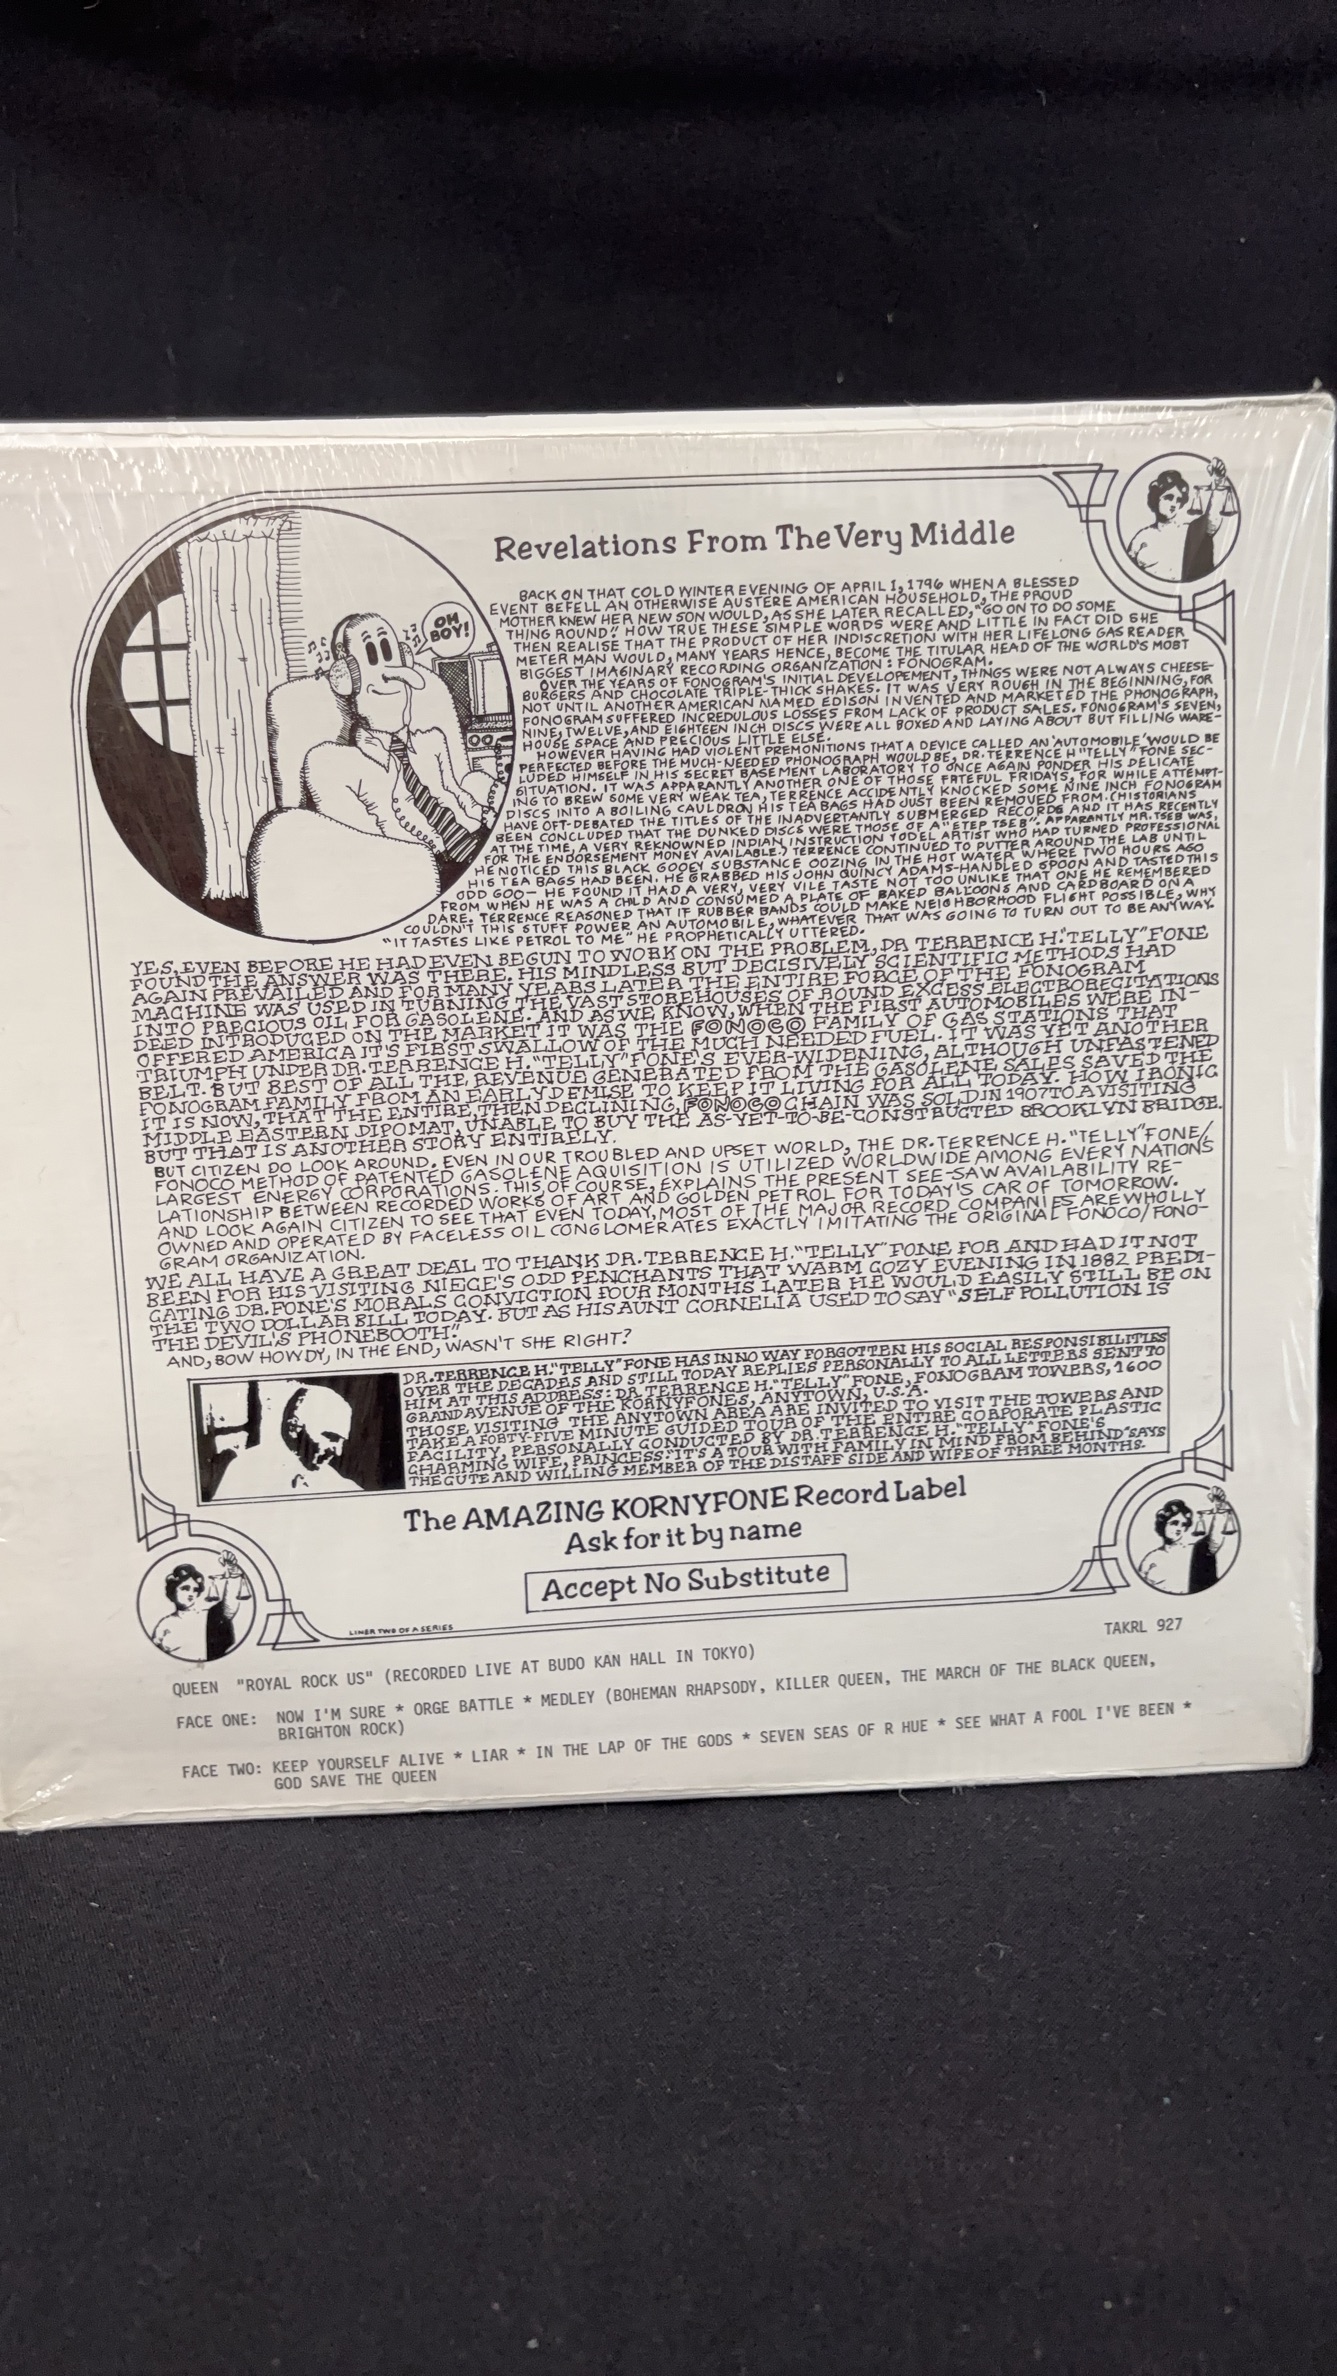 Revelations From The Very Middle
OH
BOY!
BACK ON THAT COLD WINTER EVENING OF APRIL 1, 1796 WHEN A BLESSED
EVENT BEFELL AN OTHERWISE AUSTERE AMERICAN HOUSEHOLD, THE PROUD
MOTHER KNEW HER NEW SON WOULD, AS SHE LATER RECALLED, "GO ON TO DO SOME
THING ROUND". HOW TRUE THESE SIMPLE WORDS WERE AND LITTLE IN FACT DID SHE
THEN REALISE THAT THE PRODUCT OF HER INDISCRETION WITH HER LIFELONG GAS READER
METER MAN WOULD, MANY YEARS HENCE, BECOME THE TITULAR HEAD OF THE WORLD'S MOST
BIGGEST IMAGINARY RECORDING ORGANIZATION: FONOGRAM.
OVER THE YEARS OF FONOGRAM'S INITIAL DEVELOPEMENT, THINGS WERE NOT ALWAYS CHEESE-
BURGERS AND CHOCOLATE TRIPLE-THICK SHAKES. IT WAS VERY ROUGH IN THE BEGINNING, FOR
NOT UNTIL ANOTHER AMERICAN NAMED EDISON INVENTED AND MARKETED THE PHONOGRAPH,
FONOGRAM SUFFERED INCREDULOUS LOSSES FROM LACK OF PRODUCT SALES. FONOGRAM'S SEVEN,
NINE, TWELVE, AND EIGHTEEN INCH DISCS WERE ALL BOXED AND LAYING ABOUT BUT FILLING WARE-
HOUSE SPACE AND PRECIOUS LITTLE ELSE.
HOWEVER HAVING HAD VIOLENT PREMONITIONS THAT A DEVICE CALLED AN 'AUTOMOBILE' WOULD BE
PERFECTED BEFORE THE MUCH-NEEDED PHONOGRAPH WOULD BE, DR. TERRENCE H. "TELLY" FONE SEC-
LUDED HIMSELF IN HIS SECRET BASEMENT LABORATORY TO ONCE AGAIN PONDER HIS DELICATE
SITUATION. IT WAS APPARANTLY ANOTHER ONE OF THOSE FATEFUL FRIDAYS, FOR WHILE ATTEMPT-
ING TO BREW SOME VERY WEAK TEA, TERRENCE ACCIDENTLY KNOCKED SOME NINE INCH FONOGRAM
DISCS INTO A BOILING CAULDRON HIS TEA BAGS HAD JUST BEEN REMOVED FROM. (HISTORIANS
HAVE OFT-DEBATED THE TITLES OF THE INADVERTANTLY SUBMERGED RECORDS AND IT HAS RECENTLY
BEEN CONCLUDED THAT THE DUNKED DISCS WERE THOSE OF A "ETEP TSEB". APPARANTLY MR. TSEB WAS,
AT THE TIME, A VERY REKNOWNED INDIAN INSTRUCTION YODEL ARTIST WHO HAD TURNED PROFESSIONAL
FOR THE ENDORSEMENT MONEY AVAILABLE.) TERRENCE CONTINUED TO PUTTER AROUND THE LAB UNTIL
HE NOTICED THIS BLACK GOOEY SUBSTANCE OOZING IN THE HOT WATER WHERE TWO HOURS AGO
HIS TEA BAGS HAD BEEN. HE GRABBED HIS JOHN QUINCY ADAMS-HANDLED SPOON AND TASTED THIS
ODD GOO— HE FOUND IT HAD A VERY, VERY VILE TASTE NOT TOO UNLIKE THAT ONE HE REMEMBERED
FROM WHEN HE WAS A CHILD AND CONSUMED A PLATE OF BAKED BALLOONS AND CARDBOARD ON A
DARE. TERRENCE REASONED THAT IF RUBBER BANDS COULD MAKE NEIGHBORHOOD FLIGHT POSSIBLE, WHY
COULDN'T THIS STUFF POWER AN AUTOMOBILE, WHATEVER THAT WAS GOING TO TURN OUT TO BE ANYWAY.
"IT TASTES LIKE PETROL TO ME" HE PROPHETICALLY UTTERED.
YES, EVEN BEFORE HE HAD EVEN BEGUN TO WORK ON THE PROBLEM, DR TERRENCE H. "TELLY" FONE
FOUND THE ANSWER WAS THERE. HIS MINDLESS BUT DECISIVELY SCIENTIFIC METHODS HAD
AGAIN PREVAILED AND FOR MANY YEARS LATER THE ENTIRE FORCE OF THE FONOGRAM
MACHINE WAS USED IN TURNING THE VAST STOREHOUSES OF ROUND EXCESS ELECTRORECITATIONS
INTO PRECIOUS OIL FOR GASOLENE. AND AS WE KNOW, WHEN THE FIRST AUTOMOBILES WERE IN-
DEED INTRODUCED ON THE MARKET IT WAS THE FONOCO FAMILY OF GAS STATIONS THAT
OFFERED AMERICA IT'S FIRST SWALLOW OF THE MUCH NEEDED FUEL. IT WAS YET ANOTHER
TRIUMPH UNDER DR. TERRENCE H. "TELLY" FONE'S EVER-WIDENING, ALTHOUGH UNFASTENED
BELT. BUT BEST OF ALL THE REVENUE GENERATED FROM THE GASOLENE SALES SAVED THE
FONOGRAM FAMILY FROM AN EARLY DEMISE TO KEEP IT LIVING FOR ALL TODAY. HOW IRONIC
IT IS NOW, THAT THE ENTIRE, THEN DECLINING, FONOCO CHAIN WAS SOLD IN 1907 TO A VISITING
MIDDLE EASTERN DIPOMAT, UNABLE TO BUY THE AS-YET-TO-BE-CONSTRUCTED BROOKLYN BRIDGE.
BUT THAT IS ANOTHER STORY ENTIRELY.
BUT CITIZEN DO LOOK AROUND. EVEN IN OUR TROUBLED AND UPSET WORLD, THE DR. TERRENCE H. "TELLY" FONE/
FONOCO METHOD OF PATENTED GASOLENE AQUISITION IS UTILIZED WORLDWIDE AMONG EVERY NATIONS
LARGEST ENERGY CORPORATIONS. THIS, OF COURSE, EXPLAINS THE PRESENT SEE-SAW AVAILABILITY RE-
LATIONSHIP BETWEEN RECORDED WORKS OF ART AND GOLDEN PETROL FOR TODAY'S CAR OF TOMORROW.
AND LOOK AGAIN CITIZEN TO SEE THAT EVEN TODAY, MOST OF THE MAJOR RECORD COMPANIES ARE WHOLLY
OWNED AND OPERATED BY FACELESS OIL CONGLOMERATES EXACTLY IMITATING THE ORIGINAL FONOCO/FONO-
GRAM ORGANIZATION.
WE ALL HAVE A GREAT DEAL TO THANK DR. TERRENCE H. "TELLY" FONE FOR AND HAD IT NOT
BEEN FOR HIS VISITING NIECE'S ODD PENCHANTS THAT WARM COZY EVENING IN 1882 PREDI-
CATING DR. FONE'S MORALS CONVICTION FOUR MONTHS LATER HE WOULD EASILY STILL BE ON
THE TWO DOLLAR BILL TODAY. BUT AS HIS AUNT CORNELIA USED TO SAY "SELF POLLUTION IS
THE DEVIL'S PHONEBOOTH".
AND, BOW HOWDY, IN THE END, WASN'T SHE RIGHT?
DR. TERRENCE H. "TELLY" FONE HAS IN NO WAY FORGOTTEN HIS SOCIAL RESPONSIBILITIES
OVER THE DECADES AND STILL TODAY REPLIES PERSONALLY TO ALL LETTERS SENT TO
HIM AT THIS ADDRESS: DR. TERRENCE H. "TELLY" FONE, FONOGRAM TOWERS, 1600
GRAND AVENUE OF THE KORNYFONES, ANYTOWN, U.S.A.
THOSE VISITING THE ANYTOWN AREA ARE INVITED TO VISIT THE TOWERS AND
TAKE A FORTY-FIVE MINUTE GUIDED TOUR OF THE ENTIRE CORPORATE PLASTIC
FACILITY, PERSONALLY CONDUCTED BY DR. TERRENCE H. "TELLY" FONE'S
CHARMING WIFE, PRINCESS. "IT'S A TOUR WITH FAMILY IN MIND FROM BEHIND" SAYS
THE CUTE AND WILLING MEMBER OF THE DISTAFF SIDE AND WIFE OF THREE MONTHS.
The AMAZING KORNYFONE Record Label
Ask for it by name
Accept No Substitute
LINER TWO OF A SERIES
TAKRL 927
QUEEN "ROYAL ROCK US" (RECORDED LIVE AT BUDO KAN HALL IN TOKYO)
FACE ONE: NOW I'M SURE * ORGE BATTLE * MEDLEY (BOHEMAN RHAPSODY, KILLER QUEEN, THE MARCH OF THE BLACK QUEEN,
BRIGHTON ROCK)
FACE TWO: KEEP YOURSELF ALIVE * LIAR * IN THE LAP OF THE GODS * SEVEN SEAS OF R HUE * SEE WHAT A FOOL I'VE BEEN *
GOD SAVE THE QUEEN